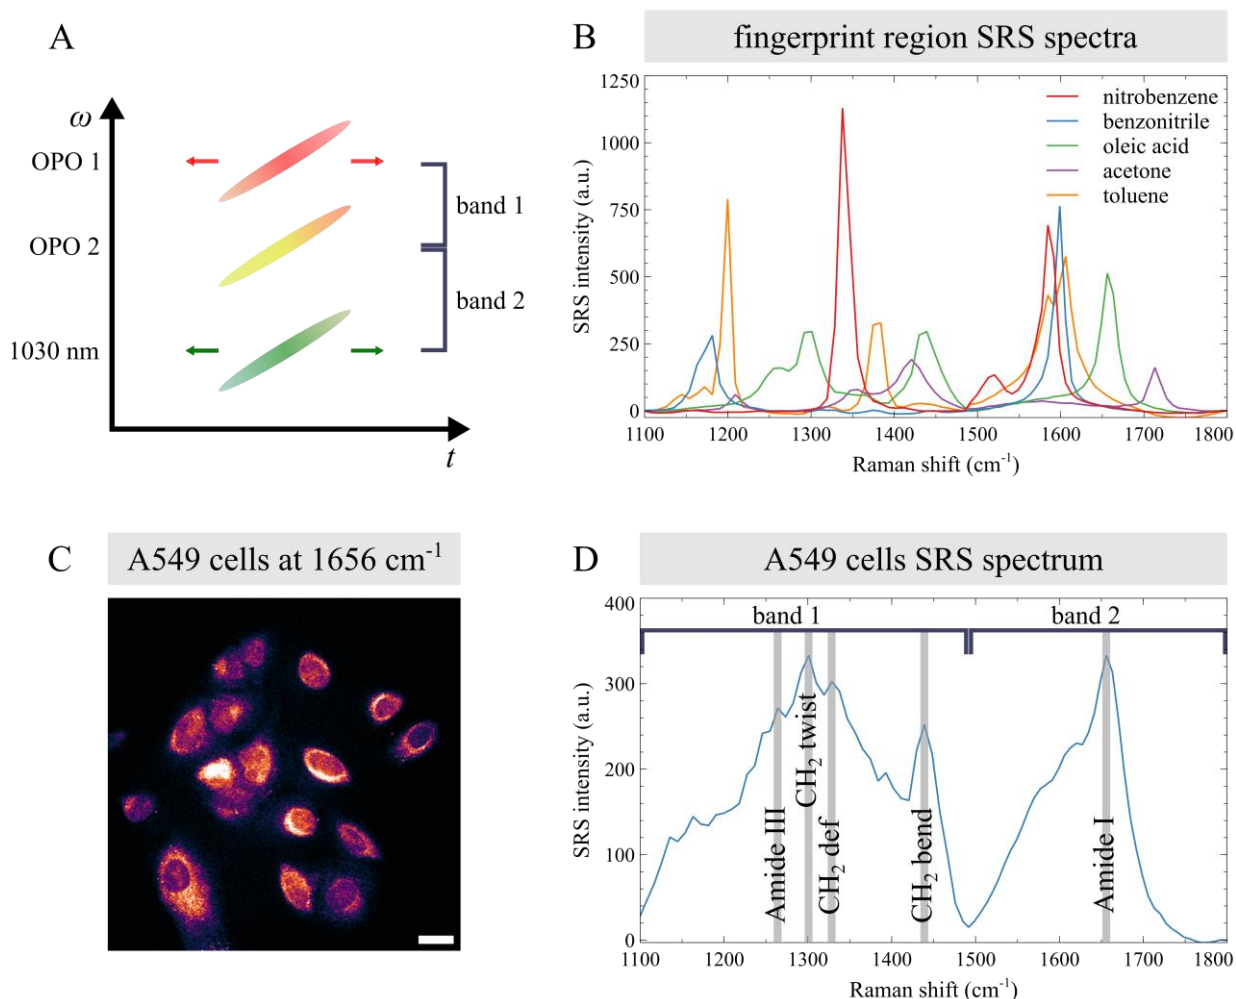 A
ω
OPO 1
OPO 2
1030 nm
band 1
band 2
t
B
fingerprint region SRS spectra
1250
1000
750
500
250
0
SRS intensity (a.u.)
nitrobenzene
benzonitrile
oleic acid
acetone
toluene
1100 1200 1300 1400 1500 1600 1700 1800
Raman shift (cm⁻¹)
C
A549 cells at 1656 cm⁻¹
D
A549 cells SRS spectrum
400
300
200
100
0
SRS intensity (a.u.)
band 1
band 2
Amide III
CH₂ twist
CH₂ def
CH₂ bend
Amide I
1100 1200 1300 1400 1500 1600 1700 1800
Raman shift (cm⁻¹)